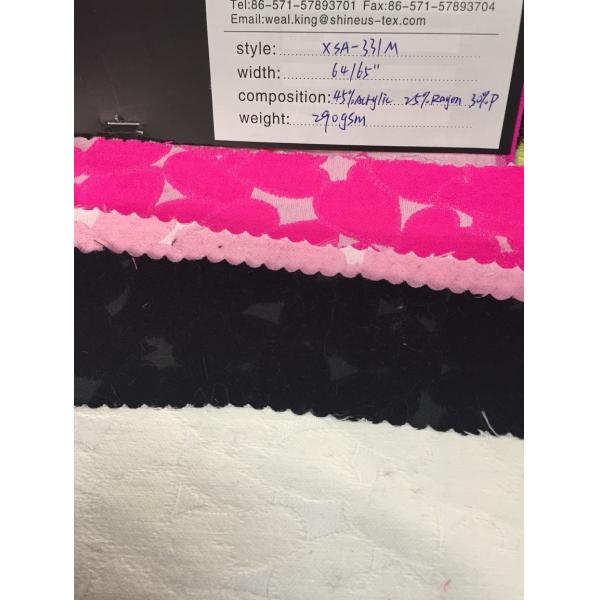 Tel:86-571-57893701 Fax:86-571-57893704
Email:weal.king@shineus-tex.com
style: XSA-331M
width: 64/65"
composition: 45% Acrylic 25% Rayon 30% P
weight: 290gsm